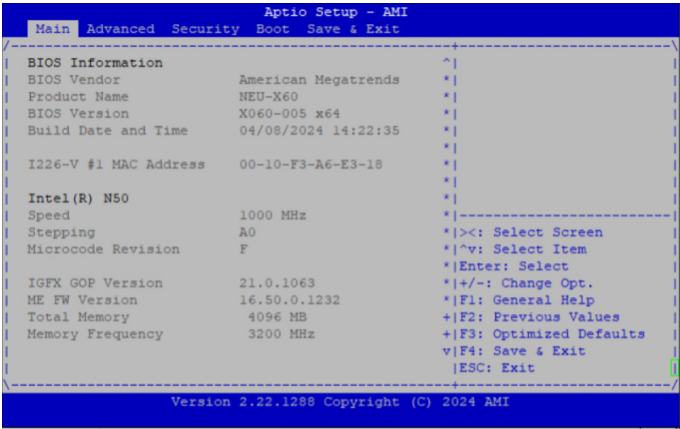 Aptio Setup - AMI
Main Advanced Security Boot Save & Exit
BIOS Information
BIOS Vendor American Megatrends
Product Name NEU-X60
BIOS Version X060-005 x64
Build Date and Time 04/08/2024 14:22:35
I226-V #1 MAC Address 00-10-F3-A6-E3-18
Intel(R) N50
Speed 1000 MHz
Stepping A0
Microcode Revision F
IGFX GOP Version 21.0.1063
ME FW Version 16.50.0.1232
Total Memory 4096 MB
Memory Frequency 3200 MHz
><: Select Screen
^v: Select Item
Enter: Select
+/-: Change Opt.
F1: General Help
F2: Previous Values
F3: Optimized Defaults
F4: Save & Exit
ESC: Exit
Version 2.22.1288 Copyright (C) 2024 AMI